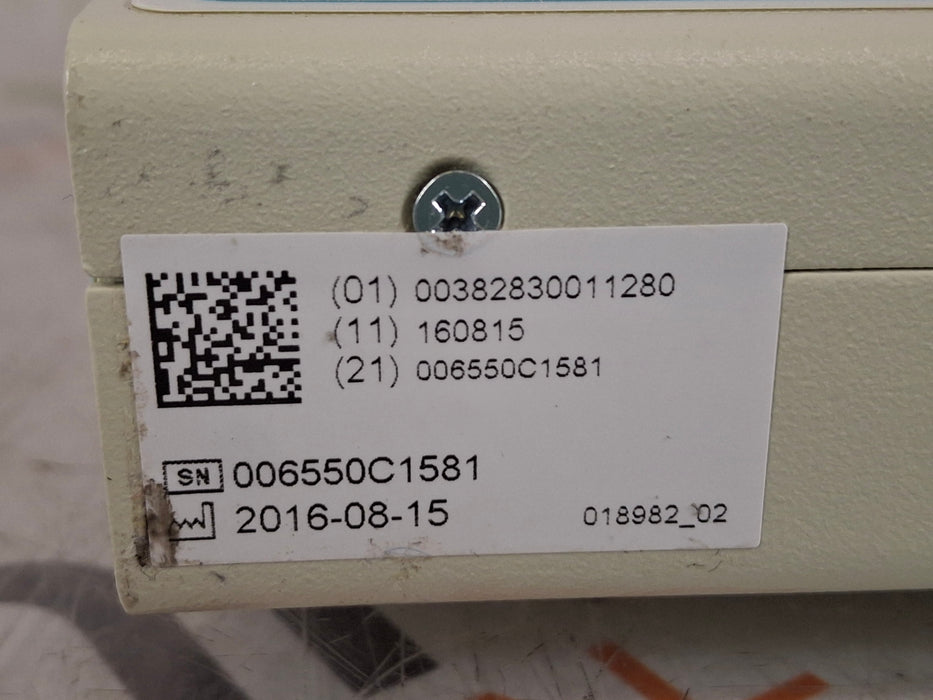 (01) 00382830011280
(11) 160815
(21) 006550C1581
SN 006550C1581
2016-08-15
018982_02